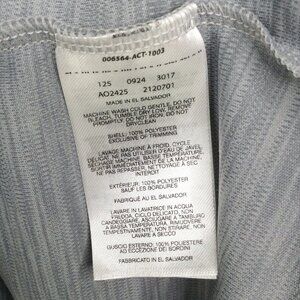 006564-ACT-1003
125 0924 3017
AO2425 2120701
MADE IN EL SALVADOR
MACHINE WASH COLD GENTLE, DO NOT
BLEACH, TUMBLE DRY LOW, REMOVE
PROMPTLY, DO NOT IRON, DO NOT
DRYCLEAN
SHELL: 100% POLYESTER
EXCLUSIVE OF TRIMMING
LAVAGE MACHINE À FROID, CYCLE
DÉLICAT NE PAS UTILISER D'EAU DE JAVEL,
SÉCHAGE PAR CULBUTAGE À BASSE TEMPÉRATURE
IMMÉDIATEMENT
PAS REPASSER, NETTOYAGE À SEC
INTERDIT
EXTÉRIEUR: 100% POLYESTER
SAUF LES BORDURES
FABRIQUÉ AU EL SALVADOR
LAVARE IN LAVATRICE IN ACQUA
FREDDA, CICLO DELICATO, NON
CANDEGGIARE, ASCIUGARE A TAMBURO
A BASSA TEMPERATURA, RIMUOVERE
TEMPESTIVAMENTE, NON STIRARE, NON
LAVARE A SECCO
GUSCIO ESTERNO: 100% POLIESTERE
AD ECCEZIONE DEI BORDINI
FABBRICATO IN EL SALVADOR